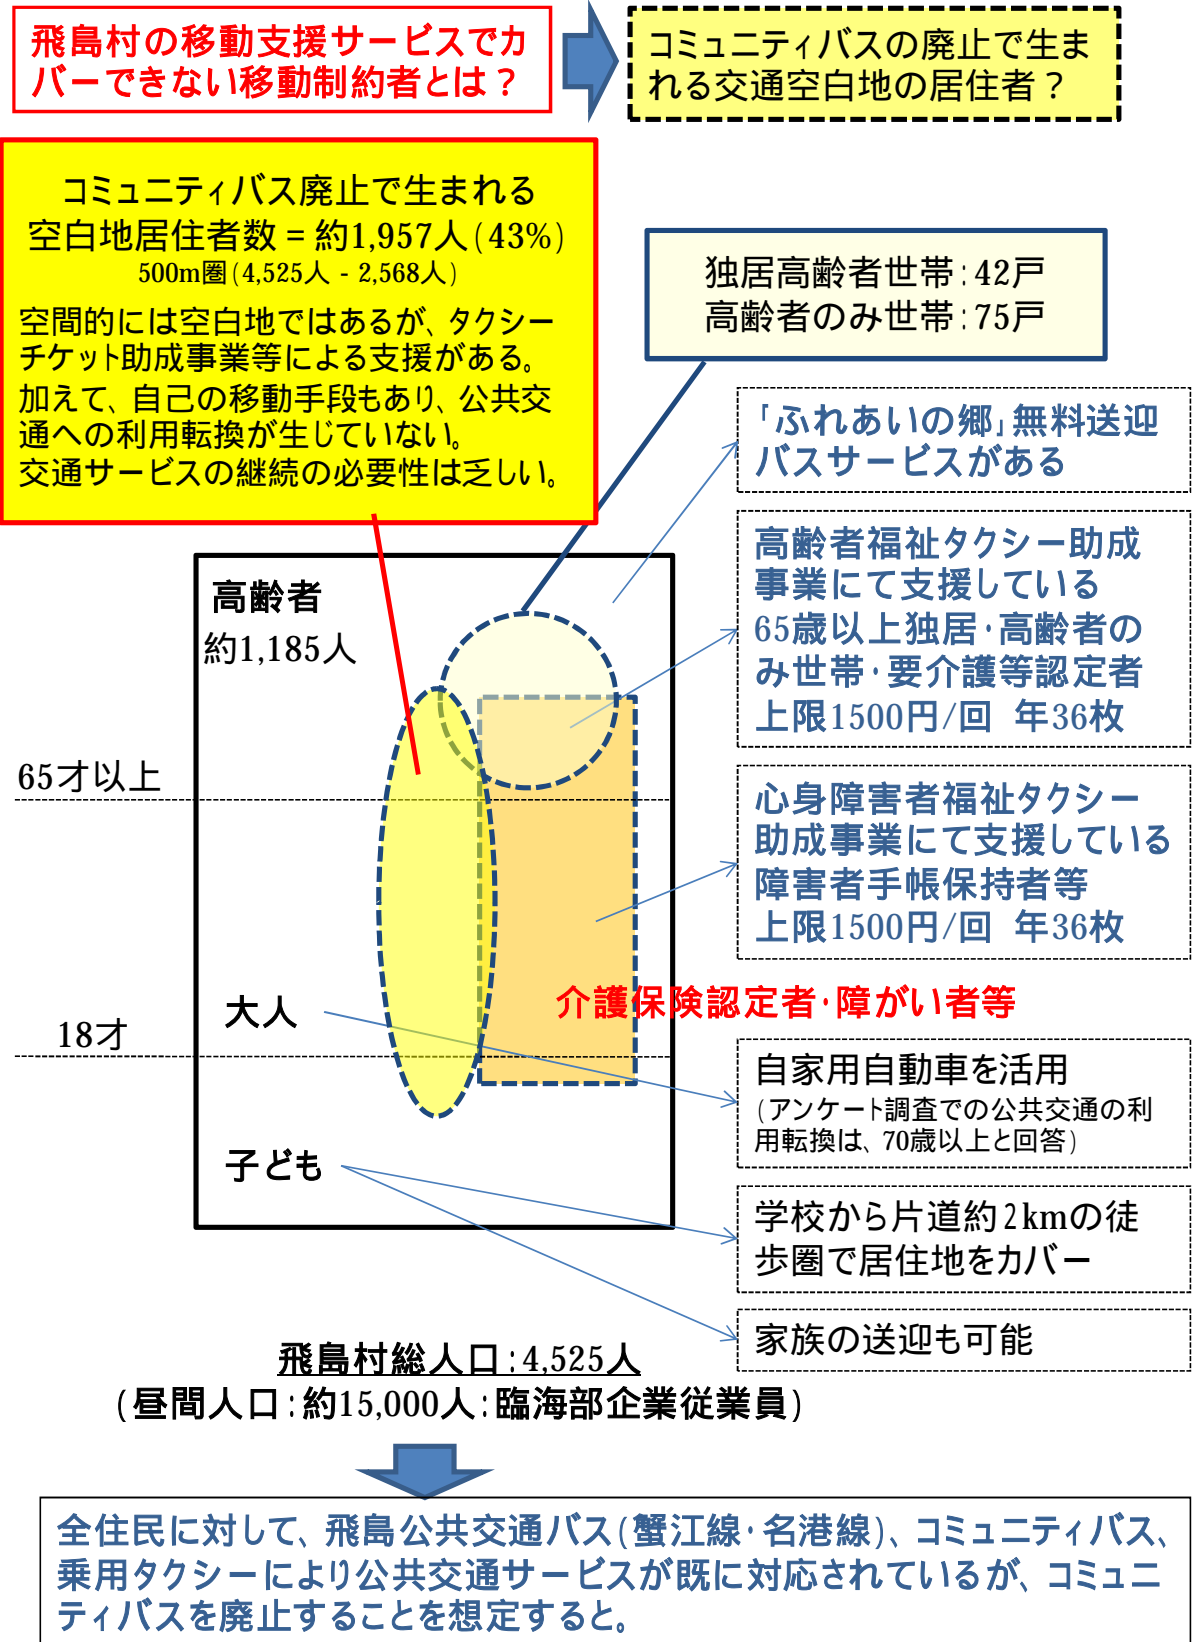 飛島村の移動支援サービスでカ
バーできない移動制約者とは？
コミュニティバスの廃止で生ま
れる交通空白地の居住者？
コミュニティバス廃止で生まれる
空白地居住者数 = 約1,957人(43%)
500m圏(4,525人 - 2,568人)
空間的には空白地ではあるが、タクシー
チケット助成事業等による支援がある。
加えて、自己の移動手段もあり、公共交
通への利用転換が生じていない。
交通サービスの継続の必要性は乏しい。
独居高齢者世帯:42戸
高齢者のみ世帯:75戸
「ふれあいの郷」無料送迎
バスサービスがある
高齢者福祉タクシー助成
事業にて支援している
65歳以上独居・高齢者の
み世帯・要介護等認定者
上限1500円/回 年36枚
高齢者
約1,185人
65才以上
心身障害者福祉タクシー
助成事業にて支援している
障害者手帳保持者等
上限1500円/回 年36枚
介護保険認定者・障がい者等
大人
18才
自家用自動車を活用
(アンケート調査での公共交通の利
用転換は、70歳以上と回答)
子ども
学校から片道約2kmの徒
歩圏で居住地をカバー
家族の送迎も可能
飛島村総人口:4,525人
(昼間人口:約15,000人:臨海部企業従業員)
全住民に対して、飛島公共交通バス(蟹江線・名港線)、コミュニティバス、
乗用タクシーにより公共交通サービスが既に対応されているが、コミュニ
ティバスを廃止することを想定すると。